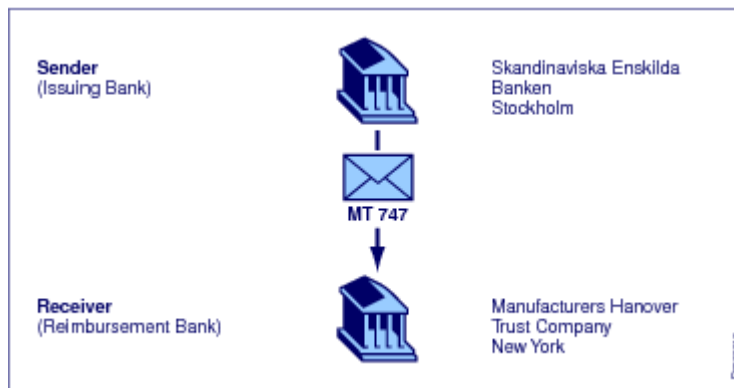 Sender
(Issuing Bank)
Skandinaviska Enskilda
Banken
Stockholm
MT 747
Receiver
(Reimbursement Bank)
Manufacturers Hanover
Trust Company
New York